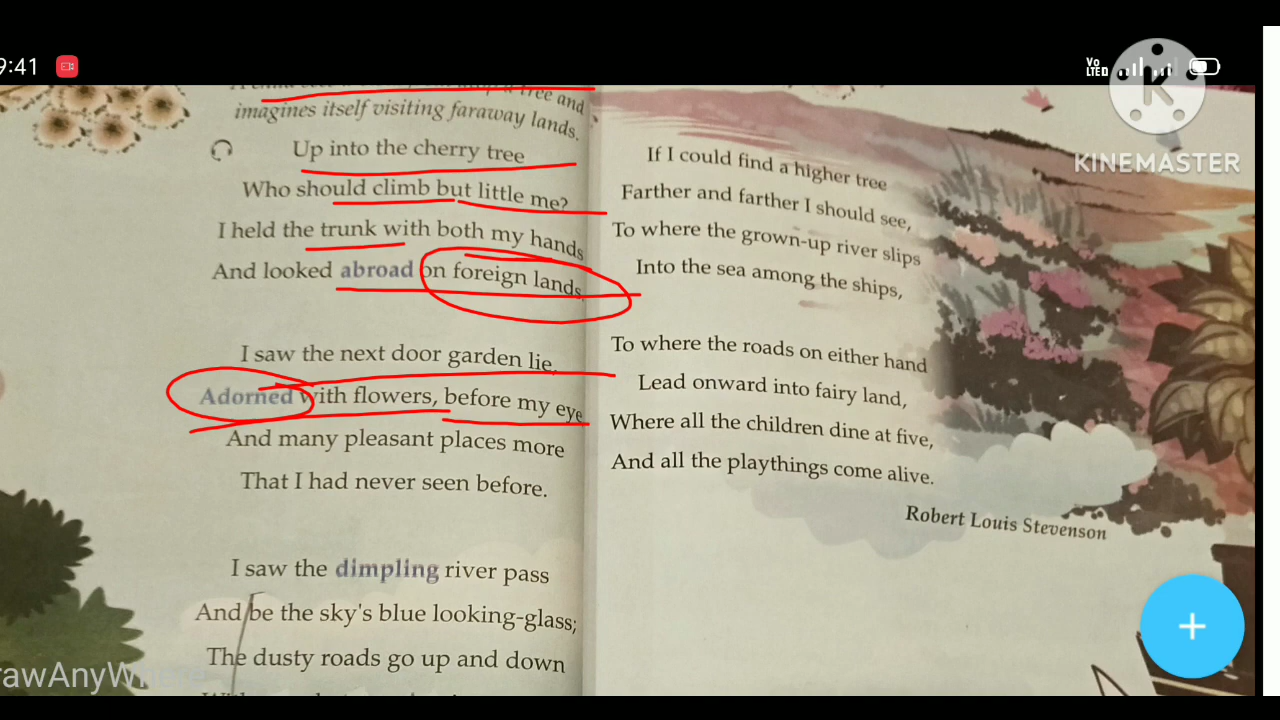 9:41
Vo
LTE
KINEMASTER
tree and
imagines itself visiting faraway lands.
Up into the cherry tree
Who should climb but little me?
I held the trunk with both my hands
And looked abroad on foreign lands.
I saw the next door garden lie,
Adorned with flowers, before my eye
And many pleasant places more
That I had never seen before.
I saw the dimpling river pass
And be the sky's blue looking-glass;
The dusty roads go up and down
If I could find a higher tree
Farther and farther I should see,
To where the grown-up river slips
Into the sea among the ships,
To where the roads on either hand
Lead onward into fairy land,
Where all the children dine at five,
And all the playthings come alive.
Robert Louis Stevenson